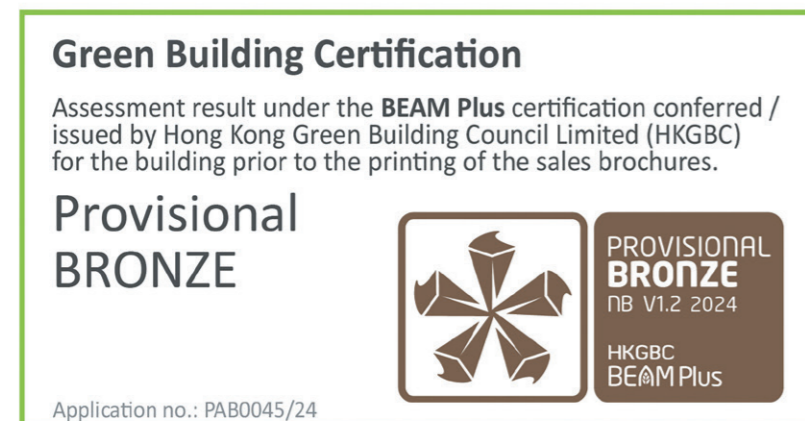 Green Building Certification
Assessment result under the BEAM Plus certification conferred /
issued by Hong Kong Green Building Council Limited (HKGBC)
for the building prior to the printing of the sales brochures.
Provisional
BRONZE
PROVISIONAL
BRONZE
NB V1.2 2024
HKGBC
BEAM Plus
Application no.: PAB0045/24